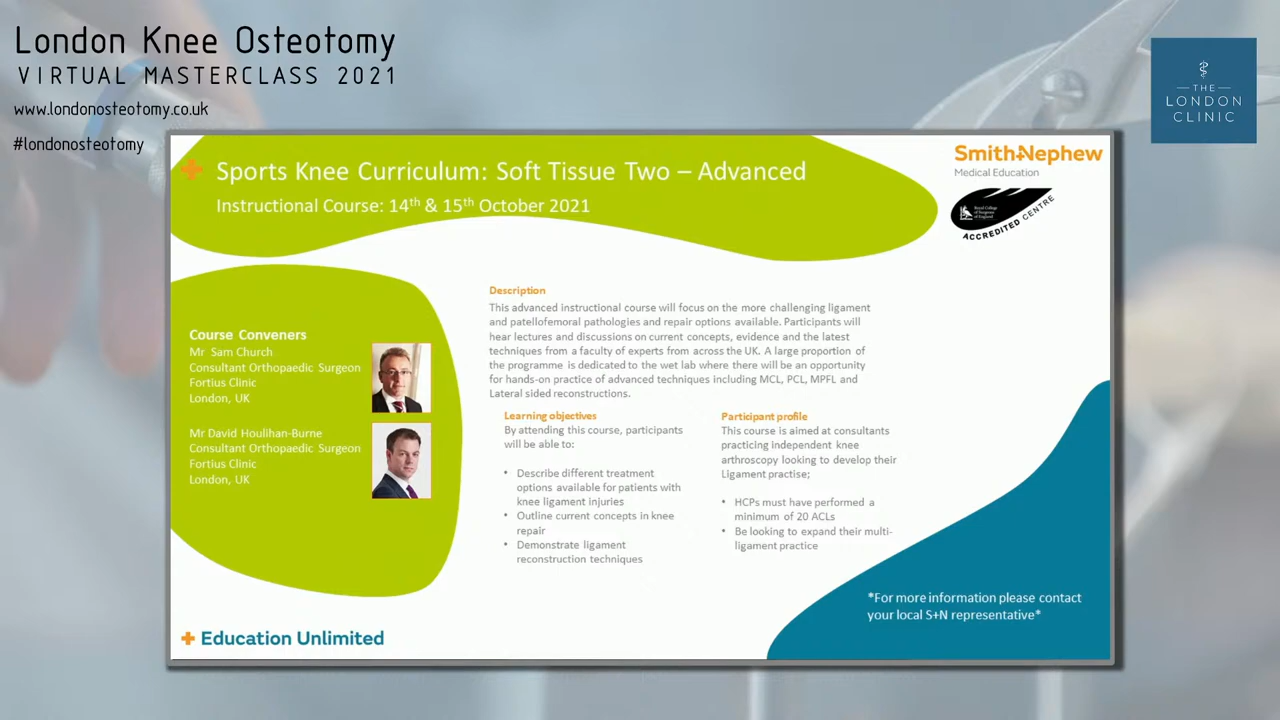 London Knee Osteotomy
VIRTUAL MASTERCLASS 2021
www.londonosteotomy.co.uk
#londonosteotomy
THE
LONDON
CLINIC
Sports Knee Curriculum: Soft Tissue Two – Advanced
Instructional Course: 14th & 15th October 2021
Smith+Nephew
Medical Education
Royal College
of Surgeons
of England
ACCREDITED CENTRE
Course Conveners
Mr Sam Church
Consultant Orthopaedic Surgeon
Fortius Clinic
London, UK
Mr David Houlihan-Burne
Consultant Orthopaedic Surgeon
Fortius Clinic
London, UK
Description
This advanced instructional course will focus on the more challenging ligament
and patellofemoral pathologies and repair options available. Participants will
hear lectures and discussions on current concepts, evidence and the latest
techniques from a faculty of experts from across the UK. A large proportion of
the programme is dedicated to the wet lab where there will be an opportunity
for hands-on practice of advanced techniques including MCL, PCL, MPFL and
Lateral sided reconstructions.
Learning objectives
By attending this course, participants
will be able to:
• Describe different treatment
options available for patients with
knee ligament injuries
• Outline current concepts in knee
repair
• Demonstrate ligament
reconstruction techniques
Participant profile
This course is aimed at consultants
practicing independent knee
arthroscopy looking to develop their
Ligament practise;
• HCPs must have performed a
minimum of 20 ACLs
• Be looking to expand their multi-
ligament practice
*For more information please contact
your local S+N representative*
+ Education Unlimited